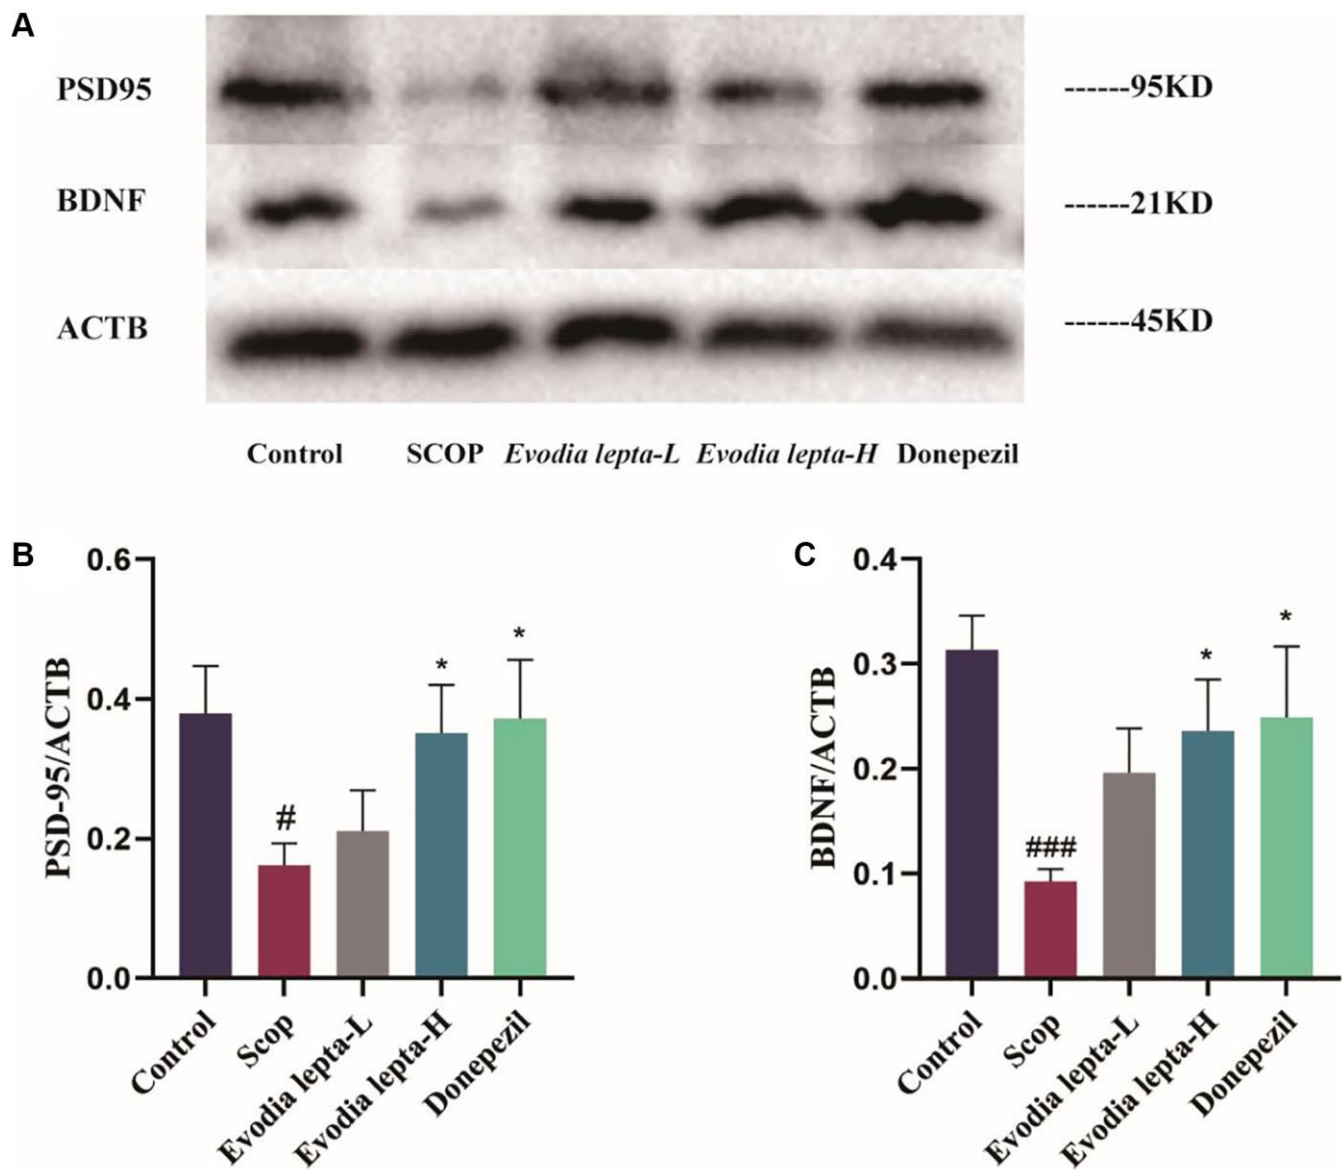 A
PSD95 ------95KD
BDNF ------21KD
ACTB ------45KD
Control SCOP Evodia lepta-L Evodia lepta-H Donepezil
B
PSD-95/ACTB
0.6
0.4
0.2
0.0
#
*
*
Control
Scop
Evodia lepta-L
Evodia lepta-H
Donepezil
C
BDNF/ACTB
0.4
0.3
0.2
0.1
0.0
###
*
*
Control
Scop
Evodia lepta-L
Evodia lepta-H
Donepezil